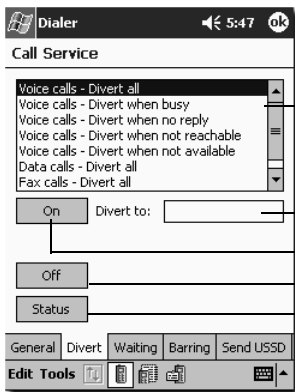 Dialer 5:47 ok
Call Service
Voice calls - Divert all
Voice calls - Divert when busy
Voice calls - Divert when no reply
Voice calls - Divert when not reachable
Voice calls - Divert when not available
Data calls - Divert all
Fax calls - Divert all
On Divert to:
Off
Status
General Divert Waiting Barring Send USSD
Edit Tools